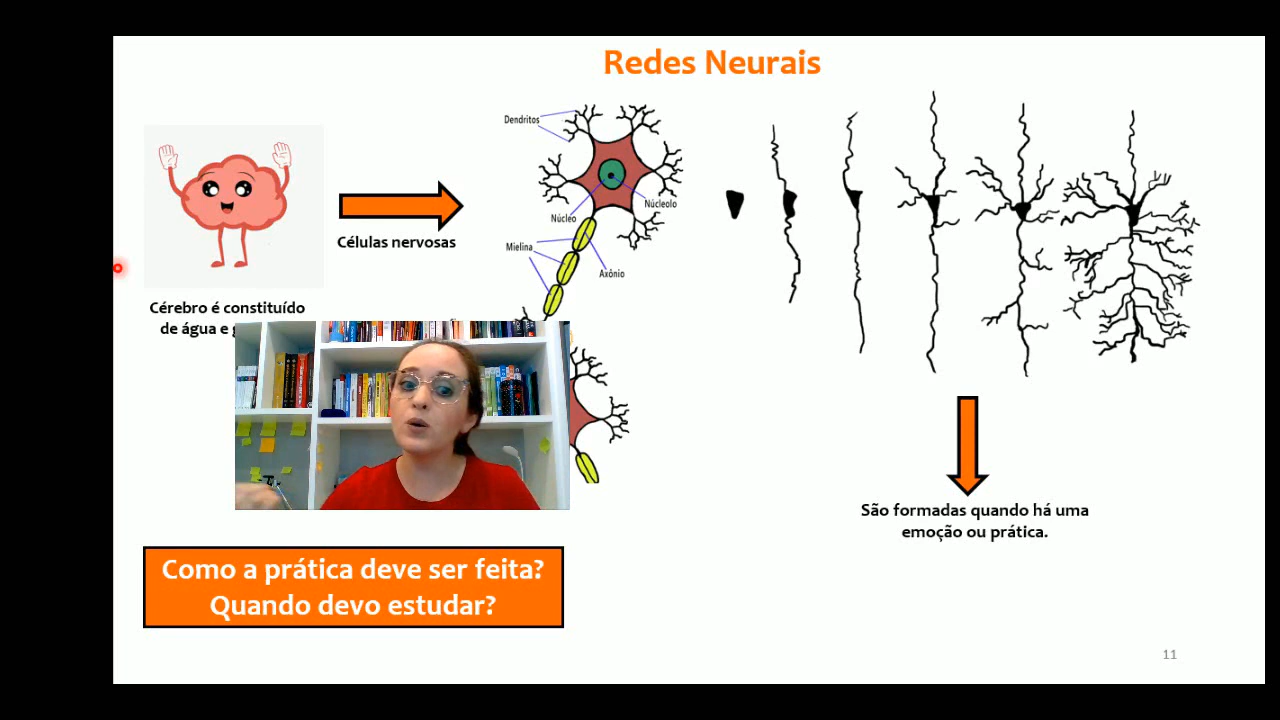 Redes Neurais
Dendritos
Núcleo
Núcleolo
Mielina
Axônio
Células nervosas
Cérebro é constituído
de água e
São formadas quando há uma
emoção ou prática.
Como a prática deve ser feita?
Quando devo estudar?
11